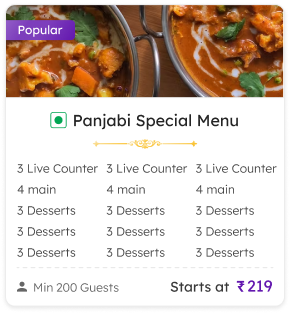 Popular
Panjabi Special Menu
3 Live Counter 3 Live Counter 3 Live Counter
4 main 4 main 4 main
3 Desserts 3 Desserts 3 Desserts
3 Desserts 3 Desserts 3 Desserts
3 Desserts 3 Desserts 3 Desserts
Min 200 Guests Starts at ₹219